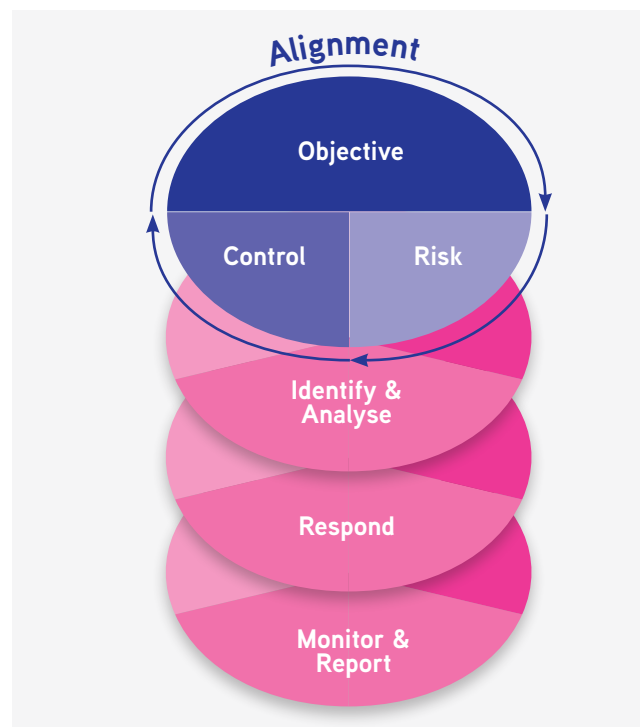 Alignment
Objective
Control
Risk
Identify &
Analyse
Respond
Monitor &
Report